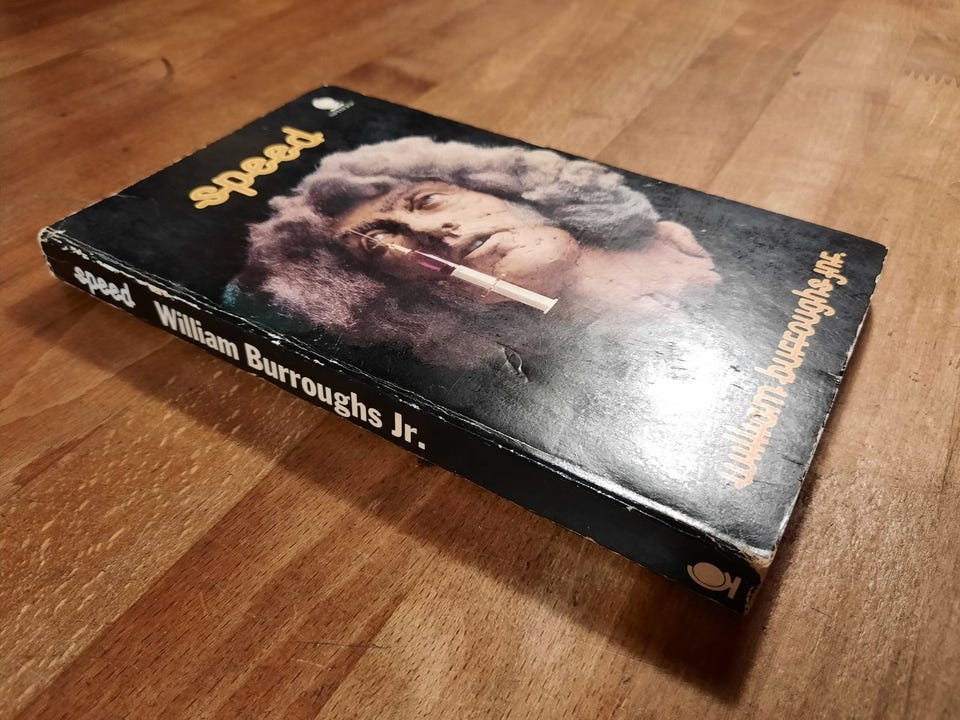 speed
william burroughs, jr.
speed
William Burroughs Jr.